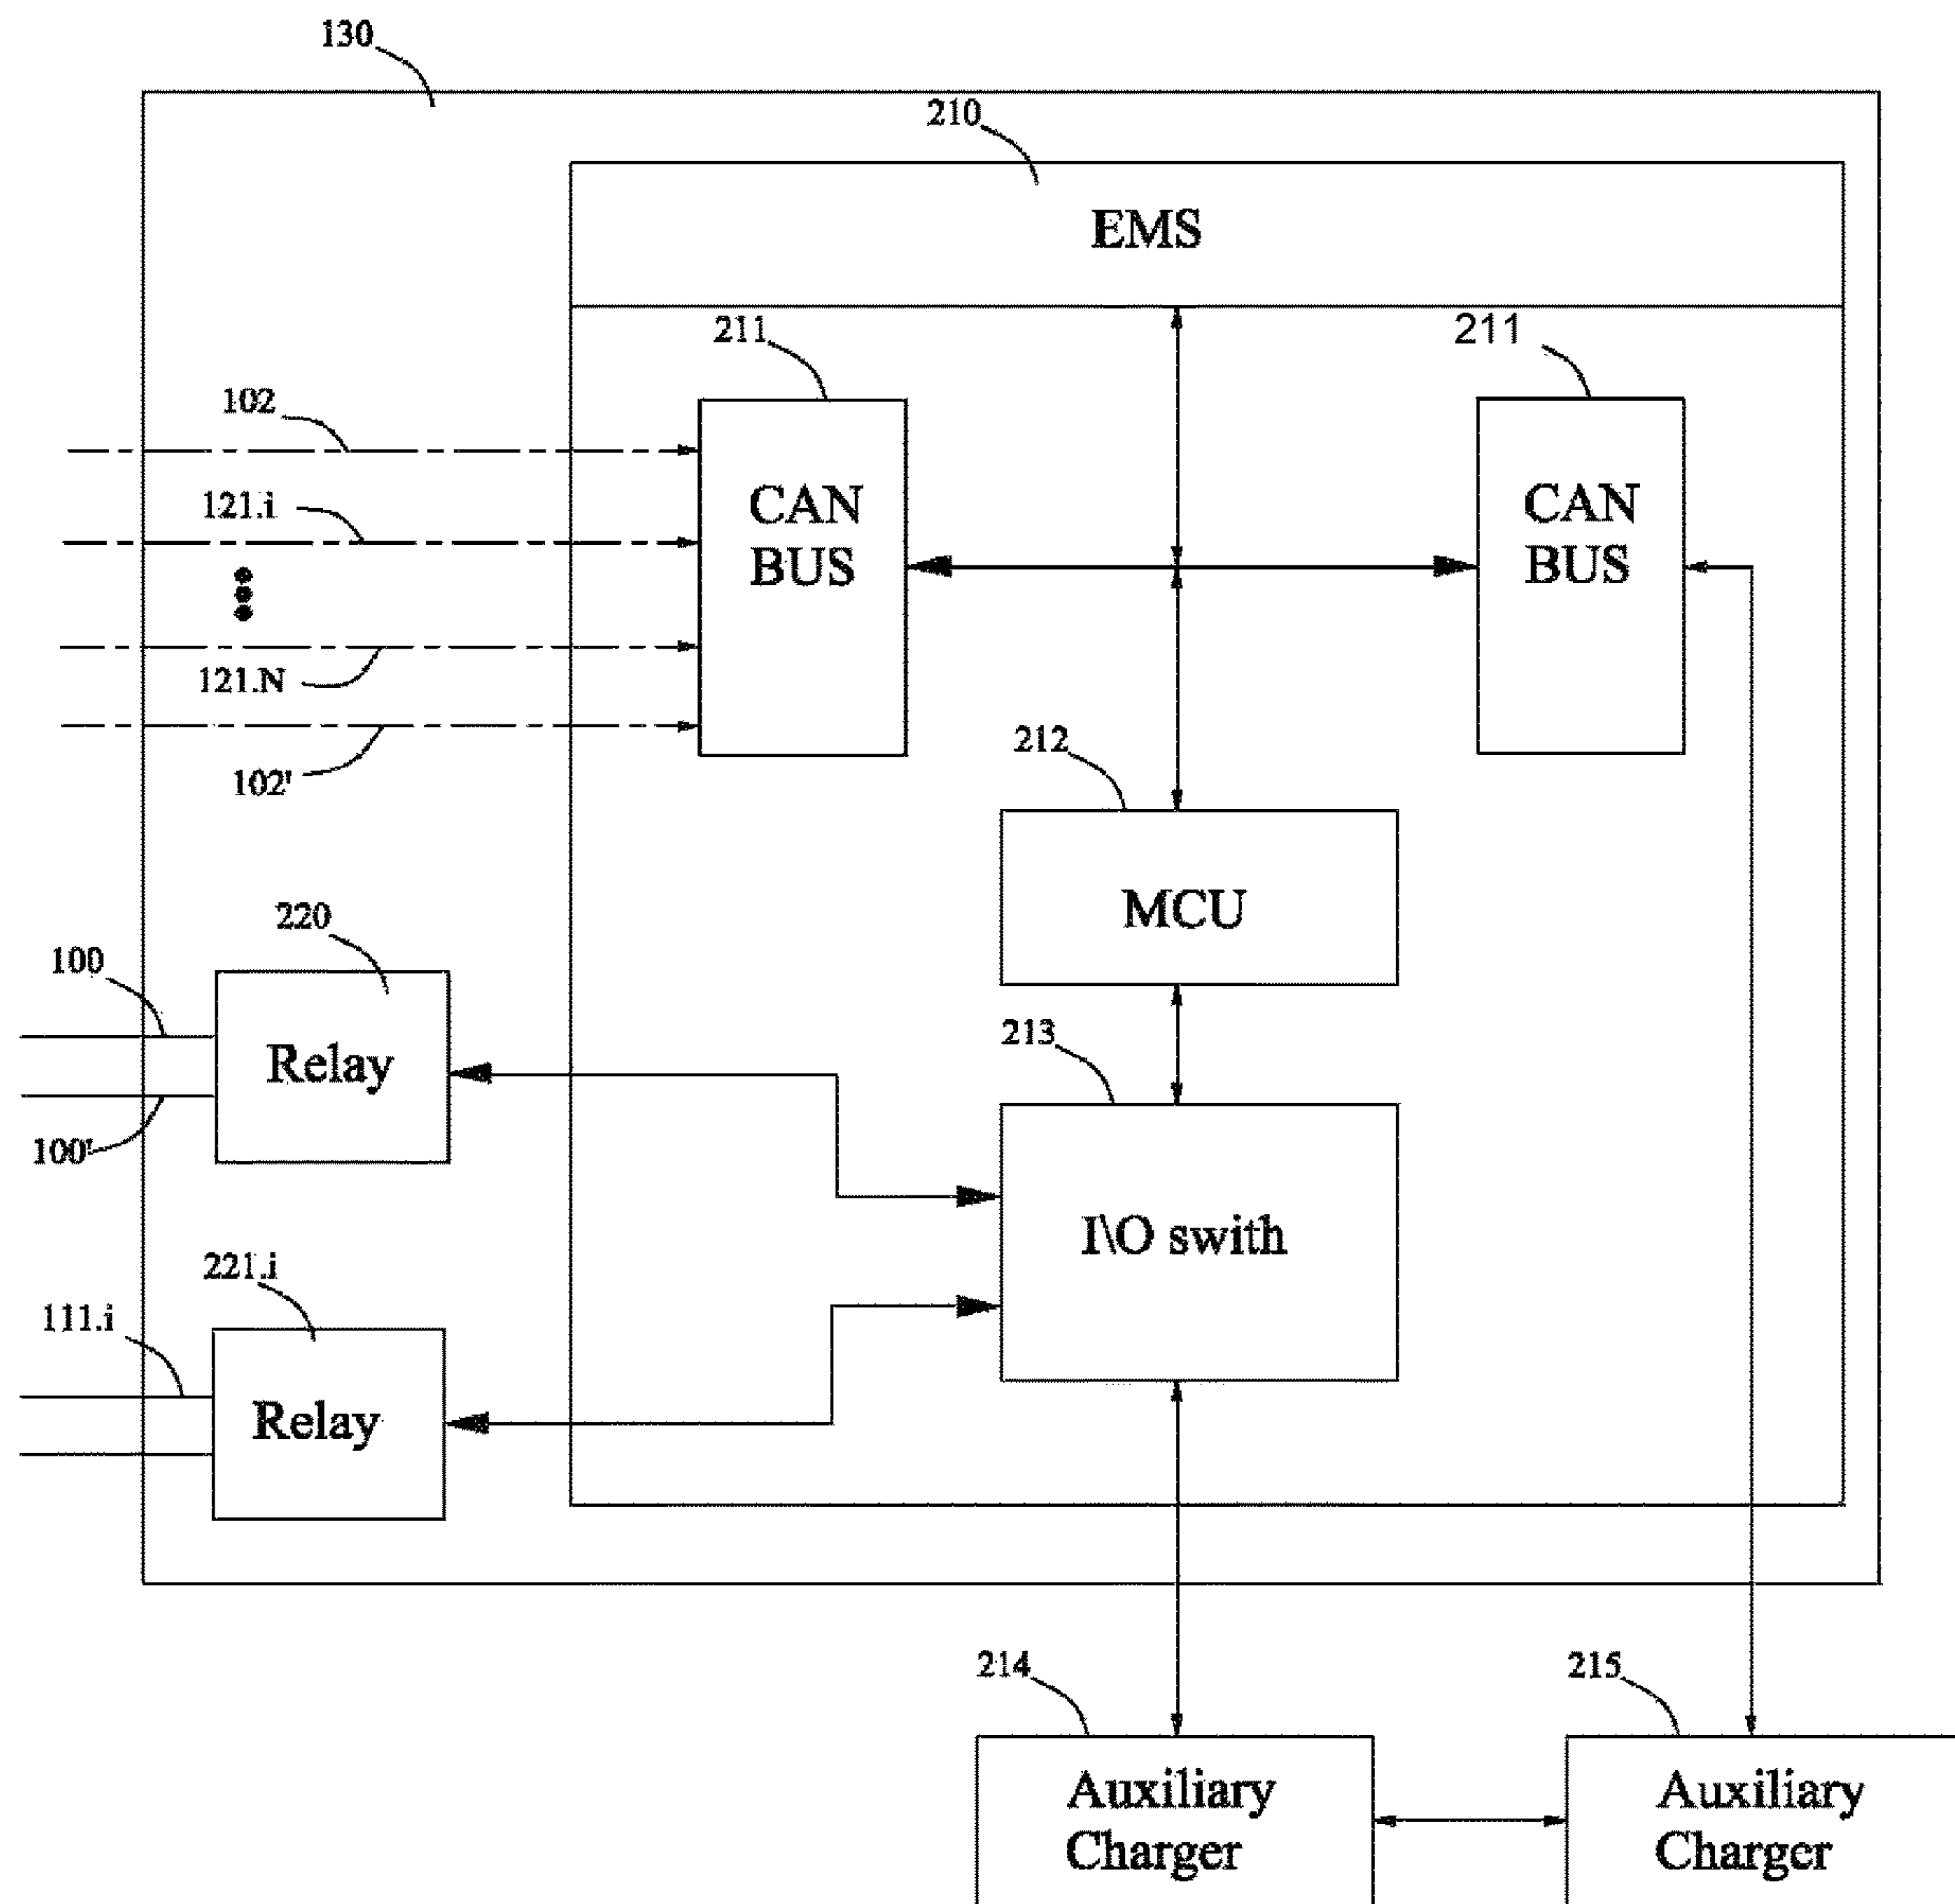 130
210
EMS
211
211
102
121.i
CAN
BUS
CAN
BUS
121.N
102'
212
MCU
220
100
Relay
100'
213
I\O swith
221.i
111.i
Relay
214
215
Auxiliary
Charger
Auxiliary
Charger